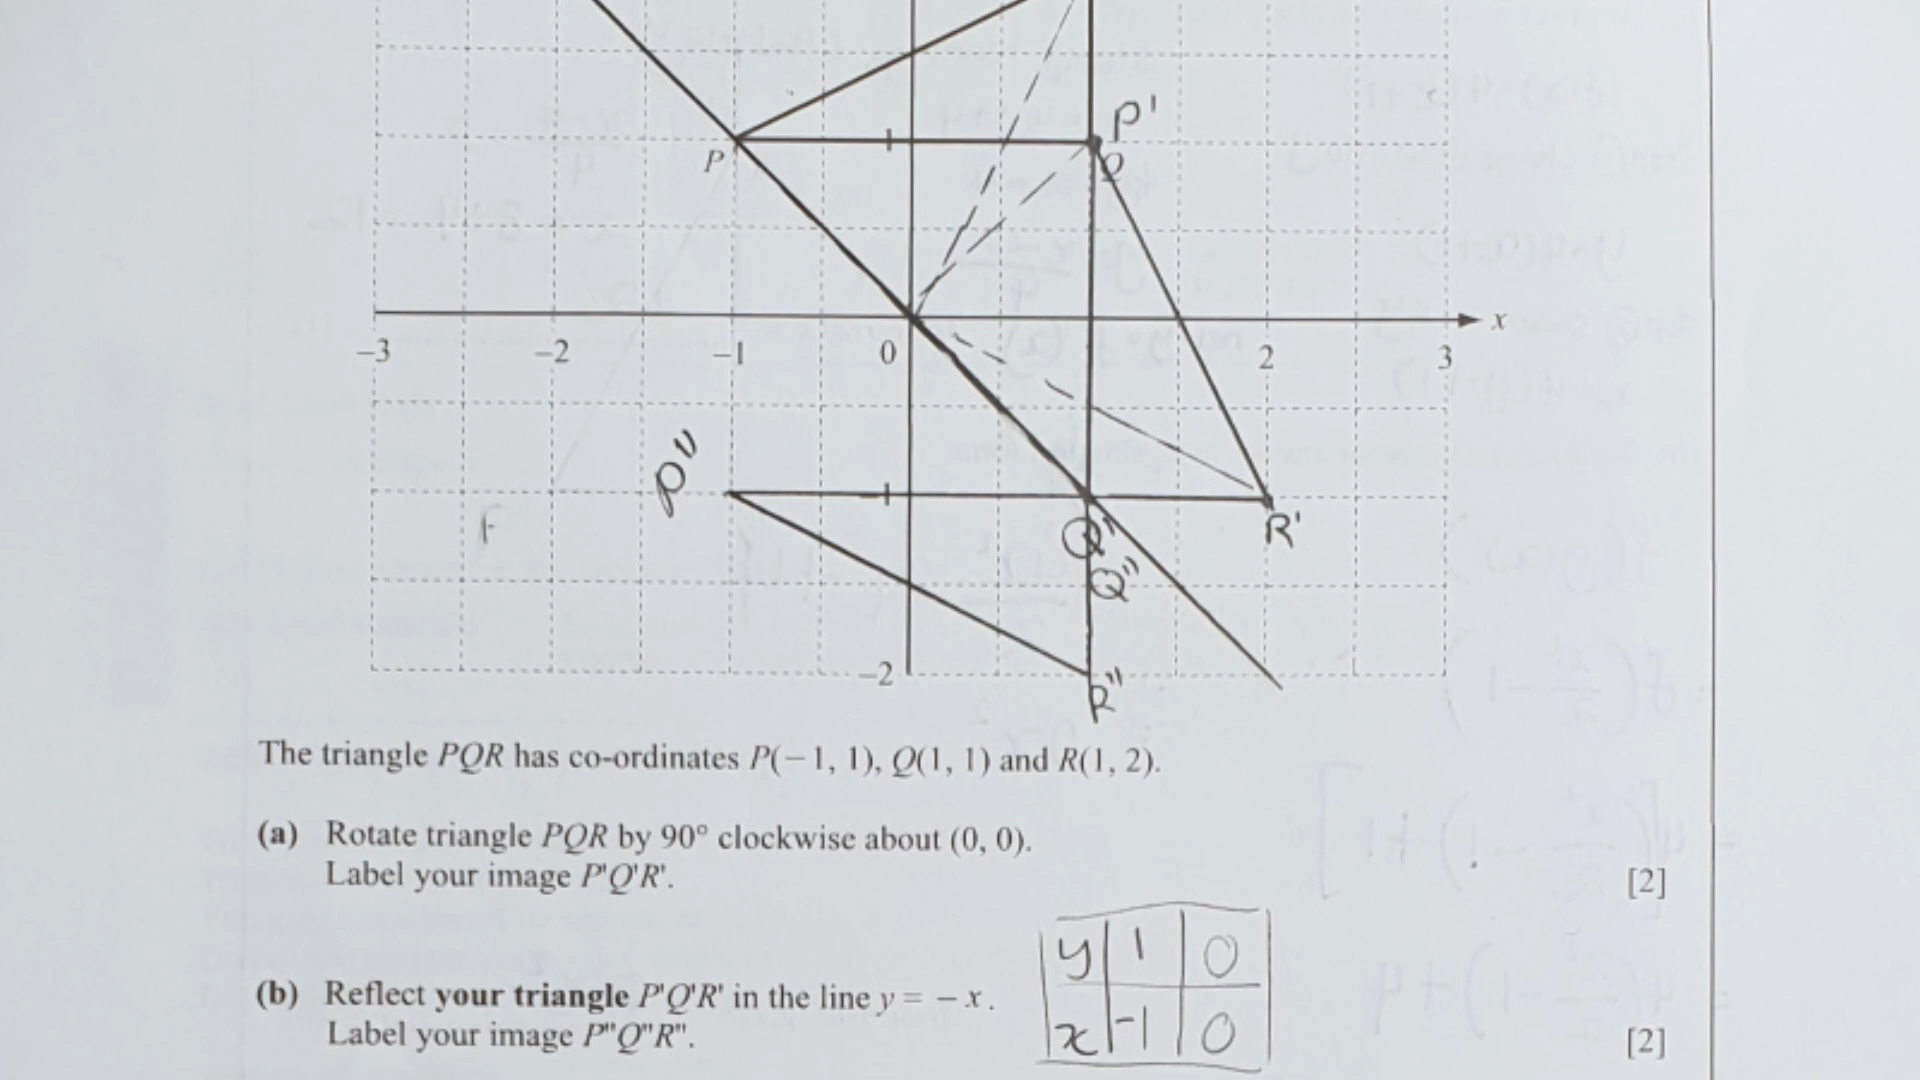 P'
P
Q
x
–3
–2
–1
0
2
3
P"
Q'
R'
Q"
–2
R"
The triangle PQR has co-ordinates P(– 1, 1), Q(1, 1) and R(1, 2).
(a) Rotate triangle PQR by 90° clockwise about (0, 0).
Label your image P'Q'R'.
[2]
y 1 0
x -1 0
(b) Reflect your triangle P'Q'R' in the line y = – x.
Label your image P"Q"R".
[2]